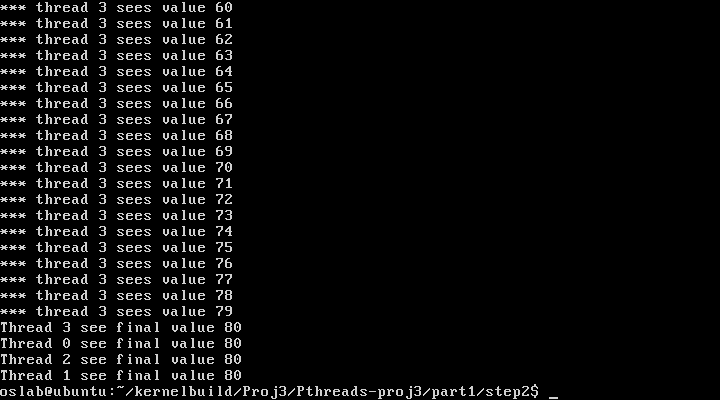 *** thread 3 sees value 60
*** thread 3 sees value 61
*** thread 3 sees value 62
*** thread 3 sees value 63
*** thread 3 sees value 64
*** thread 3 sees value 65
*** thread 3 sees value 66
*** thread 3 sees value 67
*** thread 3 sees value 68
*** thread 3 sees value 69
*** thread 3 sees value 70
*** thread 3 sees value 71
*** thread 3 sees value 72
*** thread 3 sees value 73
*** thread 3 sees value 74
*** thread 3 sees value 75
*** thread 3 sees value 76
*** thread 3 sees value 77
*** thread 3 sees value 78
*** thread 3 sees value 79
Thread 3 see final value 80
Thread 0 see final value 80
Thread 2 see final value 80
Thread 1 see final value 80
oslab@ubuntu:~/kernelbuild/Proj3/Pthreads-proj3/part1/step2$ _